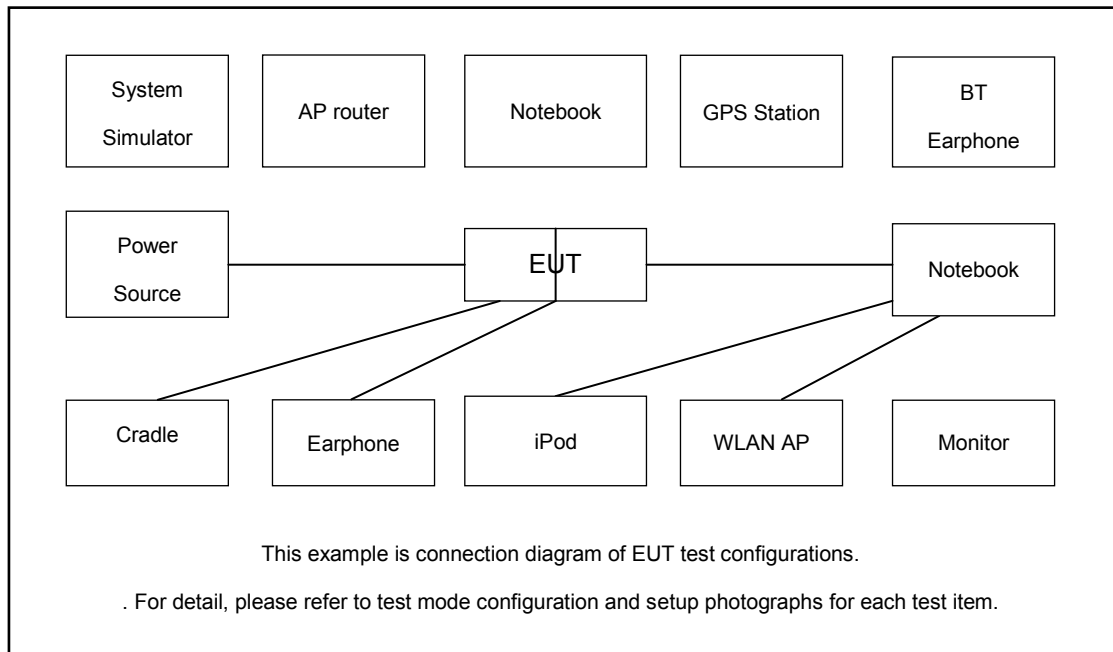 System
Simulator
AP router
Notebook
GPS Station
BT
Earphone
Power
Source
EUT
Notebook
Cradle
Earphone
iPod
WLAN AP
Monitor
This example is connection diagram of EUT test configurations.
. For detail, please refer to test mode configuration and setup photographs for each test item.